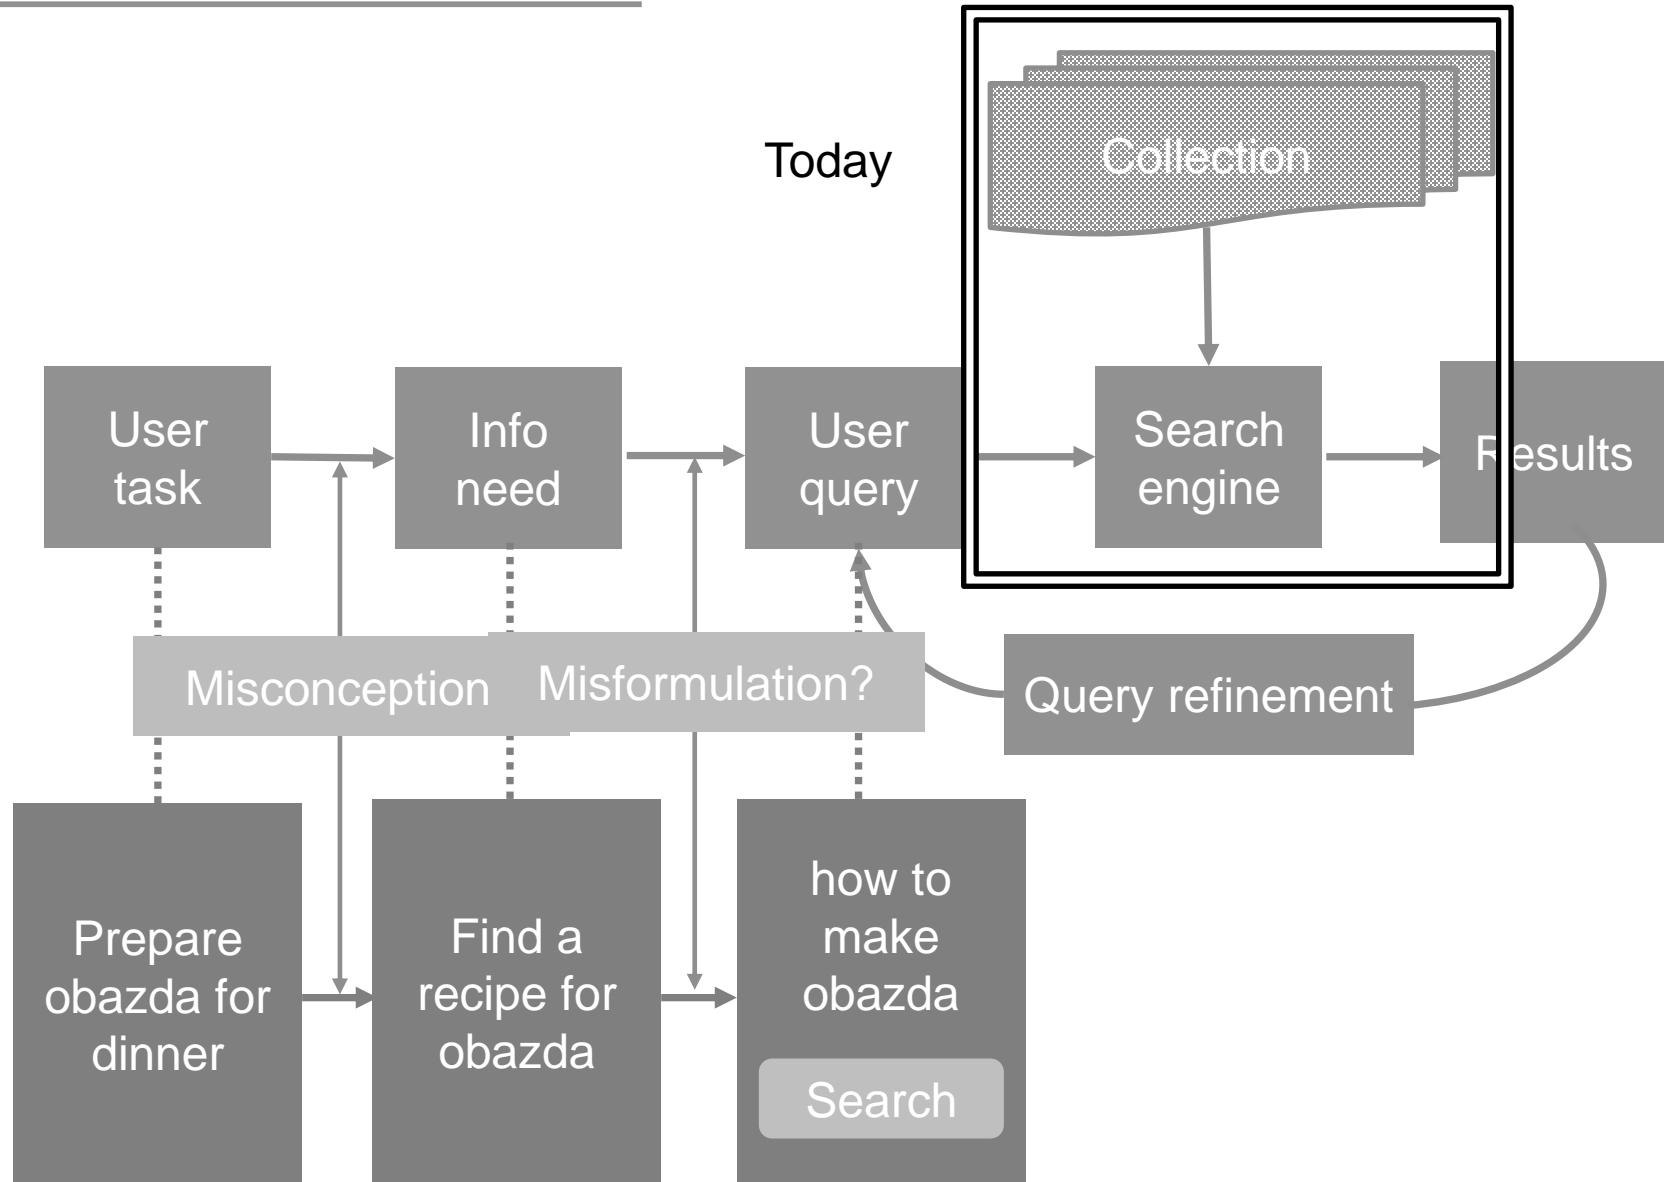 Today
Collection
User
task
Info
need
User
query
Search
engine
Results
Misconception
Misformulation?
Query refinement
Prepare
obazda for
dinner
Find a
recipe for
obazda
how to
make
obazda
Search